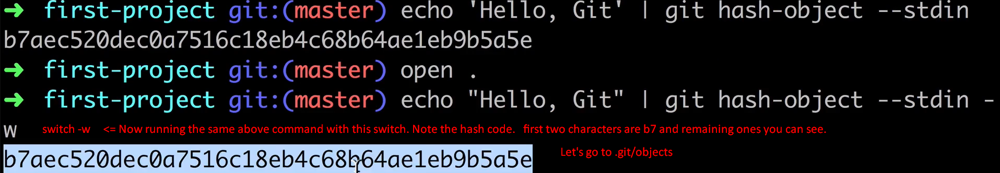 ➜ first-project git:(master) echo 'Hello, Git' | git hash-object --stdin
b7aec520dec0a7516c18eb4c68b64ae1eb9b5a5e
➜ first-project git:(master) open .
➜ first-project git:(master) echo "Hello, Git" | git hash-object --stdin -
w switch -w <= Now running the same above command with this switch. Note the hash code. first two characters are b7 and remaining ones you can see.
b7aec520dec0a7516c18eb4c68b64ae1eb9b5a5e Let's go to .git/objects